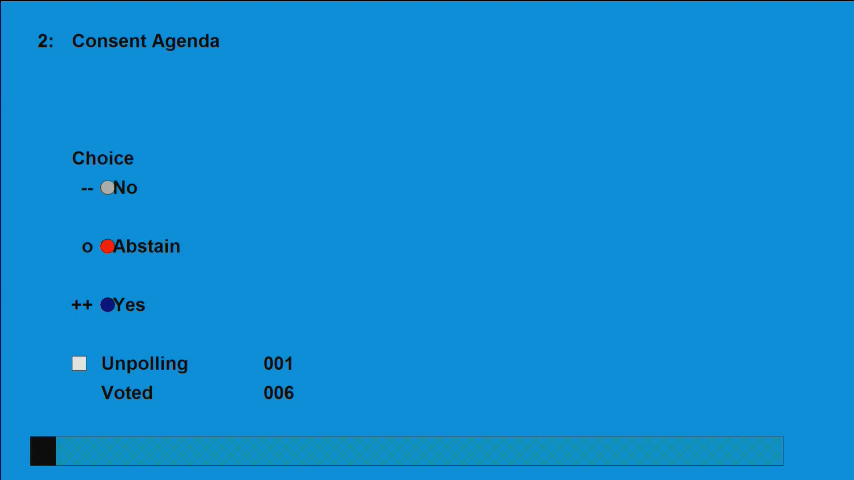 2: Consent Agenda
Choice
-- No
o Abstain
++ Yes
Unpolling 001
Voted 006